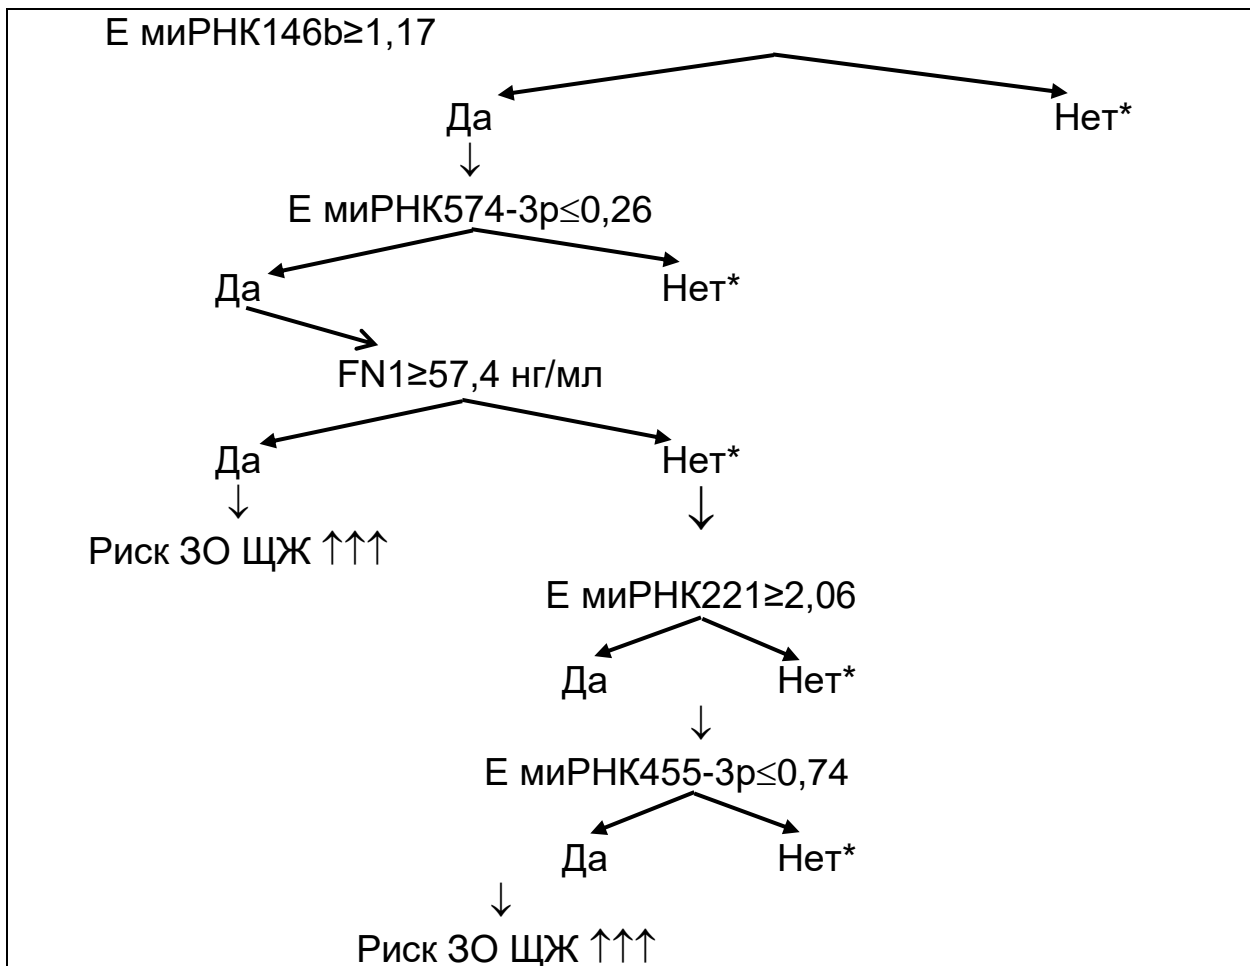 Е миРНК146b≥1,17
Да Нет*
↓
Е миРНК574-3p≤0,26
Да Нет*
FN1≥57,4 нг/мл
Да Нет*
↓ ↓
Риск ЗО ЩЖ ↑↑↑
Е миРНК221≥2,06
Да Нет*
↓
Е миРНК455-3p≤0,74
Да Нет*
↓
Риск ЗО ЩЖ ↑↑↑